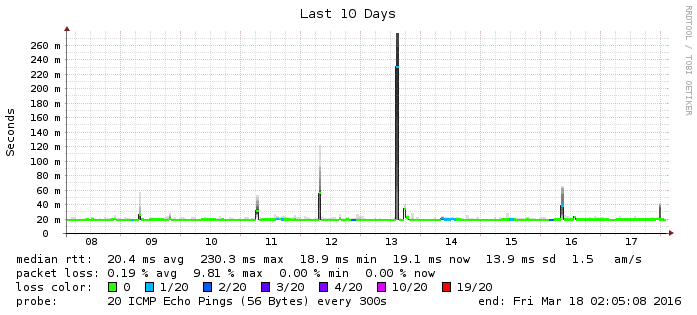 Last 10 Days
RRDTOOL / TOBI OETIKER
Seconds
260 m
240 m
220 m
200 m
180 m
160 m
140 m
120 m
100 m
80 m
60 m
40 m
20 m
0
08 09 10 11 12 13 14 15 16 17
median rtt: 20.4 ms avg 230.3 ms max 18.9 ms min 19.1 ms now 13.9 ms sd 1.5 am/s
packet loss: 0.19 % avg 9.81 % max 0.00 % min 0.00 % now
loss color: 0 1/20 2/20 3/20 4/20 10/20 19/20
probe: 20 ICMP Echo Pings (56 Bytes) every 300s end: Fri Mar 18 02:05:08 2016